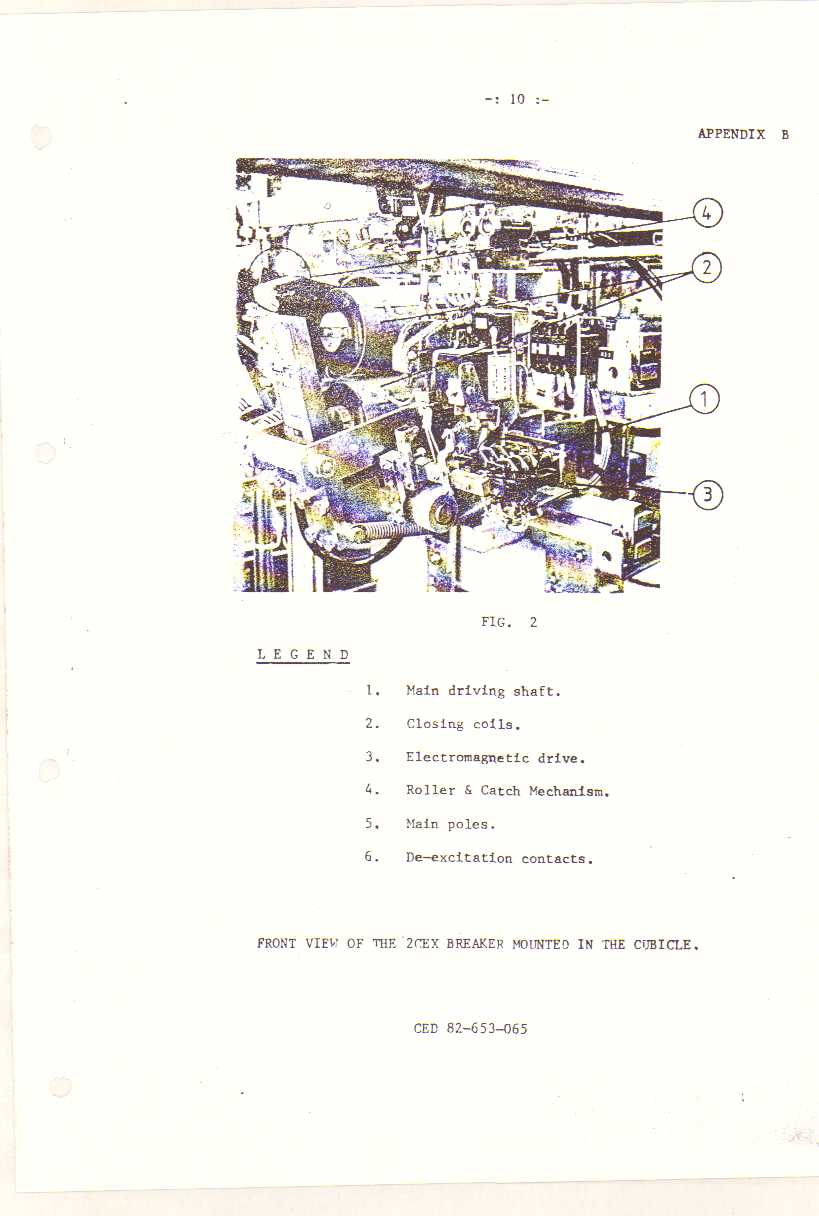 -: 10 :-
APPENDIX B
4
2
1
3
FIG. 2
L E G E N D
1. Main driving shaft.
2. Closing coils.
3. Electromagnetic drive.
4. Roller & Catch Mechanism.
5. Main poles.
6. De-excitation contacts.
FRONT VIEW OF THE 2CEX BREAKER MOUNTED IN THE CUBICLE.
CED 82-653-065